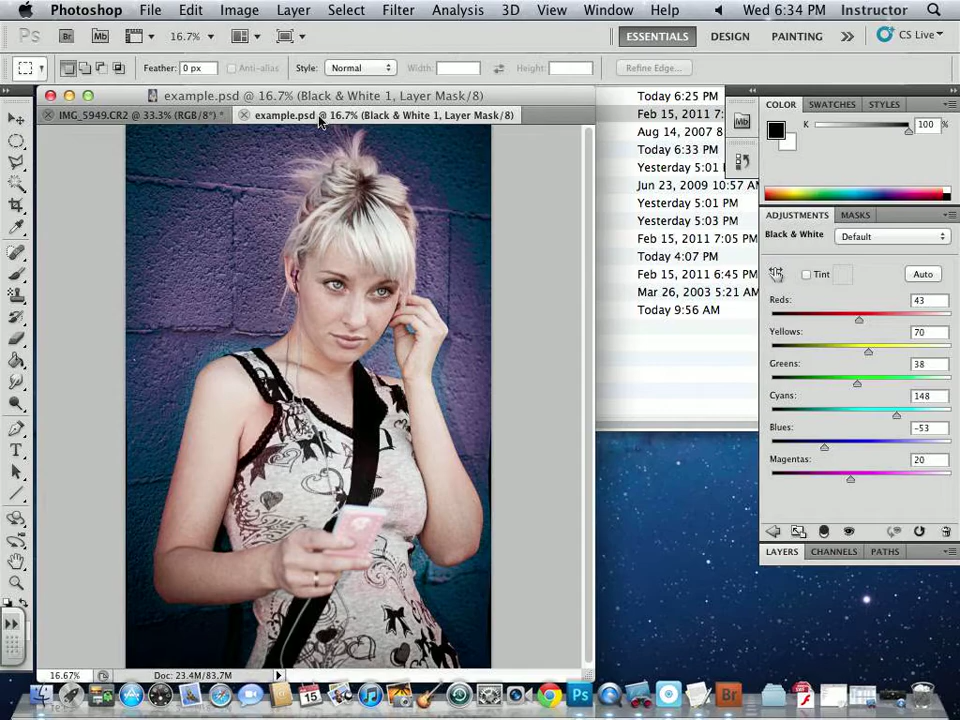 Photoshop File Edit Image Layer Select Filter Analysis 3D View Window Help Wed 6:34 PM Instructor
Ps Br Mb 16.7% ESSENTIALS DESIGN PAINTING CS Live
Feather: 0 px Anti-alias Style: Normal Width: Height: Refine Edge...
example.psd @ 16.7% (Black & White 1, Layer Mask/8)
IMG_5949.CR2 @ 33.3% (RGB/8*) *
example.psd @ 16.7% (Black & White 1, Layer Mask/8)
Today 6:25 PM
Feb 15, 2011 7:
Aug 14, 2007 8
Today 6:33 PM
Yesterday 5:01 P
Jun 23, 2009 10:57 A
Yesterday 5:01 PM
Yesterday 5:03 PM
Feb 15, 2011 7:05 PM
Today 4:07 PM
Feb 15, 2011 6:45 PM
Mar 26, 2003 5:21 AM
Today 9:56 AM
Mb
COLOR SWATCHES STYLES
K 100 %
ADJUSTMENTS MASKS
Black & White Default
Tint Auto
Reds: 43
Yellows: 70
Greens: 38
Cyans: 148
Blues: -53
Magentas: 20
LAYERS CHANNELS PATHS
16.67% Doc: 23.4M/83.7M
15
Ps
Br